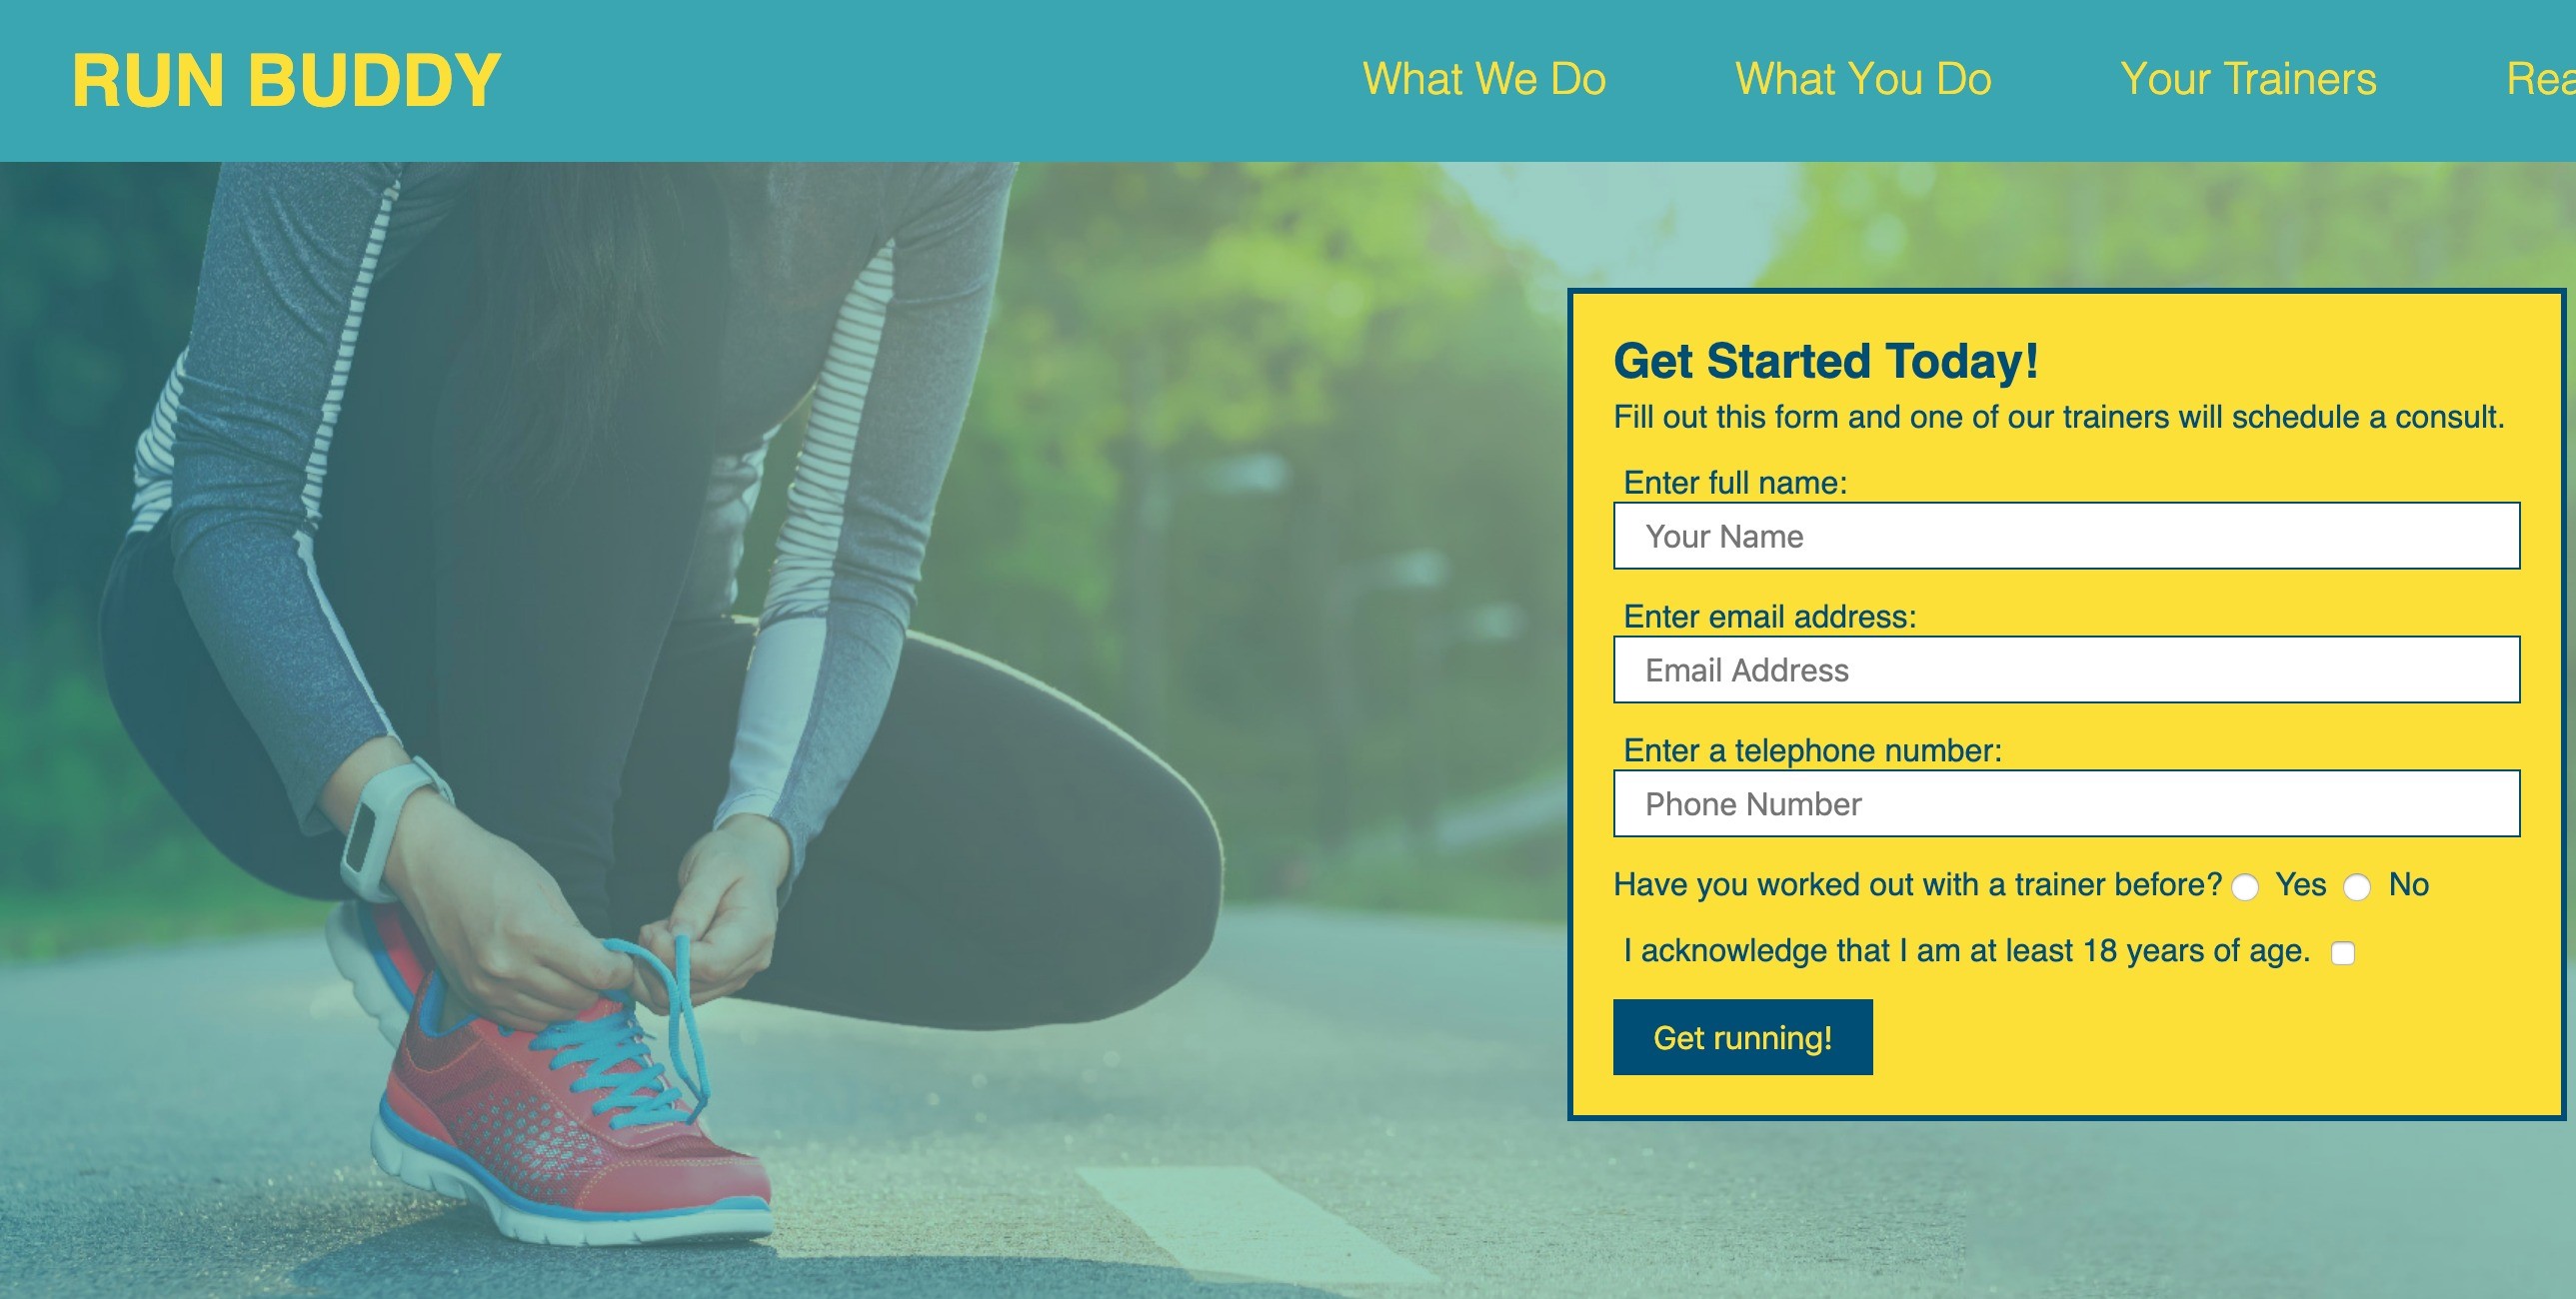 RUN BUDDY
What We Do What You Do Your Trainers
Get Started Today!
Fill out this form and one of our trainers will schedule a consult.
Enter full name:
Your Name
Enter email address:
Email Address
Enter a telephone number:
Phone Number
Have you worked out with a trainer before? Yes No
I acknowledge that I am at least 18 years of age.
Get running!